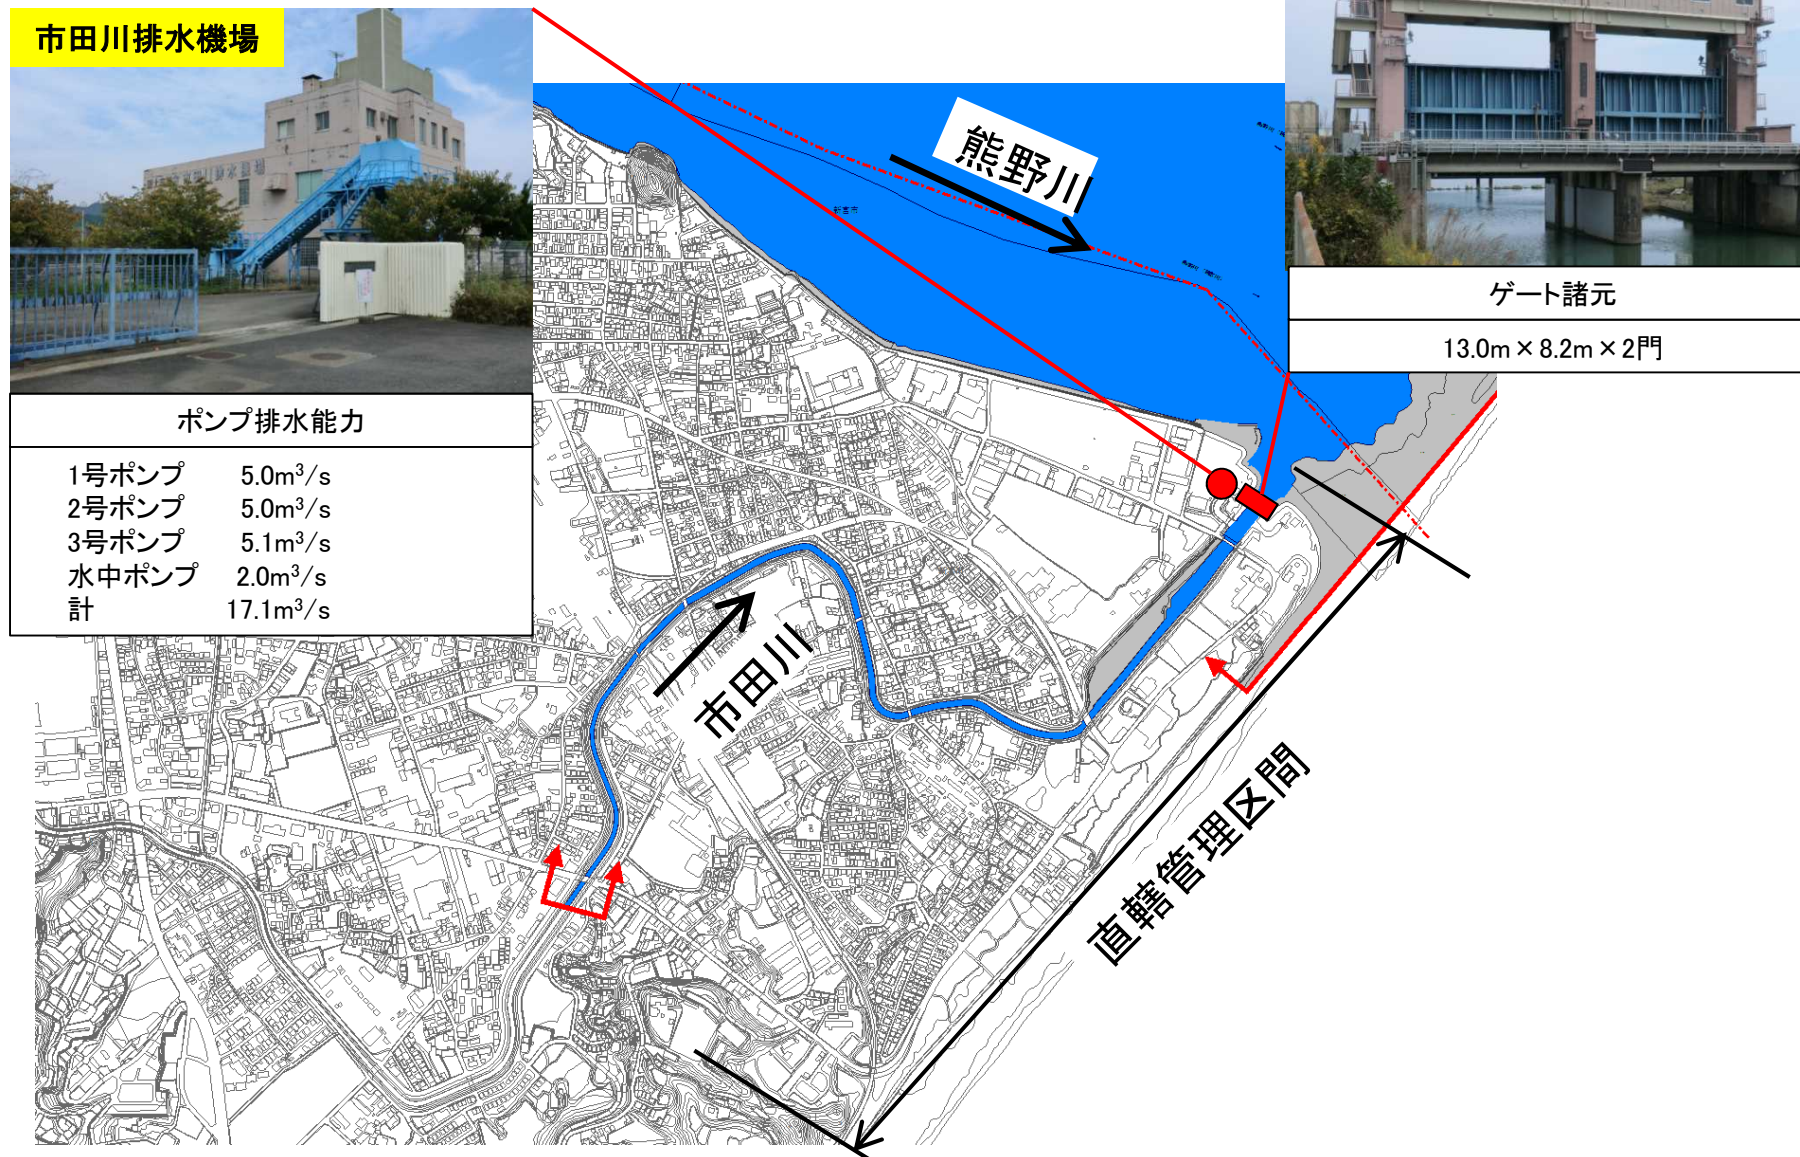 市田川排水機場
ポンプ排水能力
1号ポンプ 5.0m³/s
2号ポンプ 5.0m³/s
3号ポンプ 5.1m³/s
水中ポンプ 2.0m³/s
計 17.1m³/s
熊野川
新宮市
ゲート諸元
13.0m×8.2m×2門
市田川
直轄管理区間